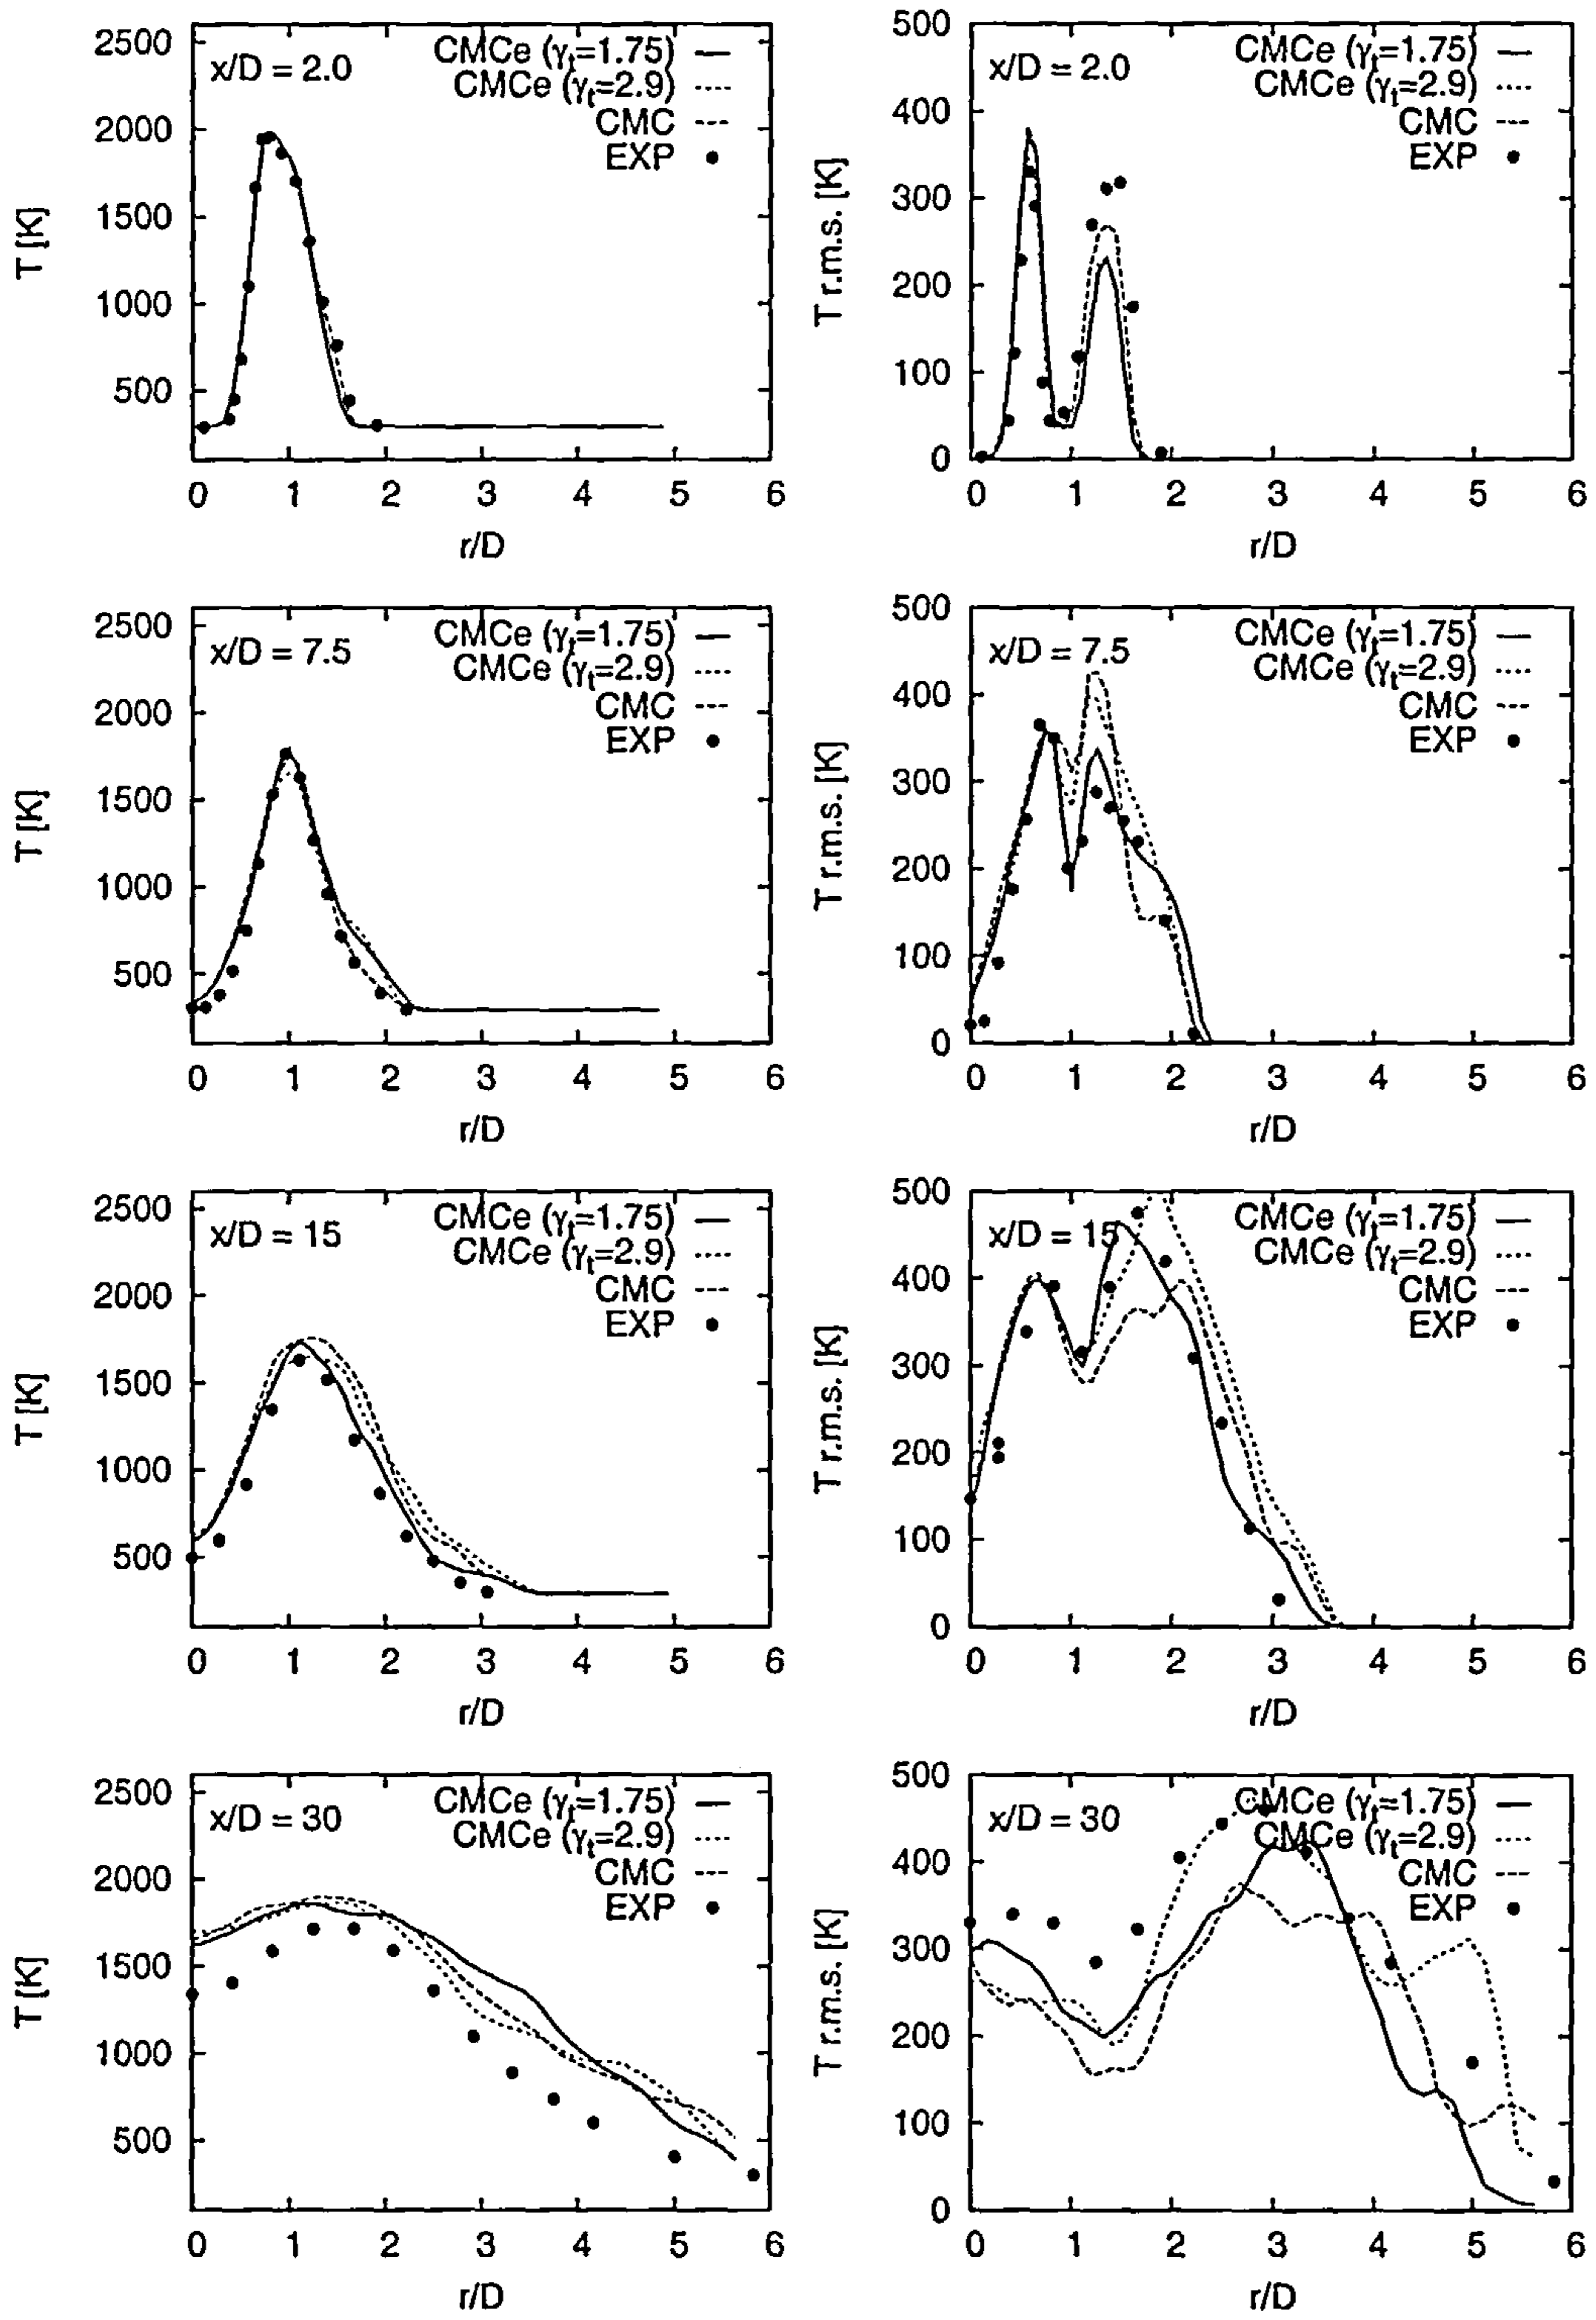 2500
2000
1500
1000
500
T [K]
x/D = 2.0
CMCe (γt=1.75)
CMCe (γt=2.9)
CMC
EXP
0 1 2 3 4 5 6
r/D
500
400
300
200
100
0
T r.m.s. [K]
x/D = 2.0
CMCe (γt=1.75)
CMCe (γt=2.9)
CMC
EXP
0 1 2 3 4 5 6
r/D
2500
2000
1500
1000
500
T [K]
x/D = 7.5
CMCe (γt=1.75)
CMCe (γt=2.9)
CMC
EXP
0 1 2 3 4 5 6
r/D
500
400
300
200
100
0
T r.m.s. [K]
x/D = 7.5
CMCe (γt=1.75)
CMCe (γt=2.9)
CMC
EXP
0 1 2 3 4 5 6
r/D
2500
2000
1500
1000
500
T [K]
x/D = 15
CMCe (γt=1.75)
CMCe (γt=2.9)
CMC
EXP
0 1 2 3 4 5 6
r/D
500
400
300
200
100
0
T r.m.s. [K]
x/D = 15
CMCe (γt=1.75)
CMCe (γt=2.9)
CMC
EXP
0 1 2 3 4 5 6
r/D
2500
2000
1500
1000
500
T [K]
x/D = 30
CMCe (γt=1.75)
CMCe (γt=2.9)
CMC
EXP
0 1 2 3 4 5 6
r/D
500
400
300
200
100
0
T r.m.s. [K]
x/D = 30
CMCe (γt=1.75)
CMCe (γt=2.9)
CMC
EXP
0 1 2 3 4 5 6
r/D